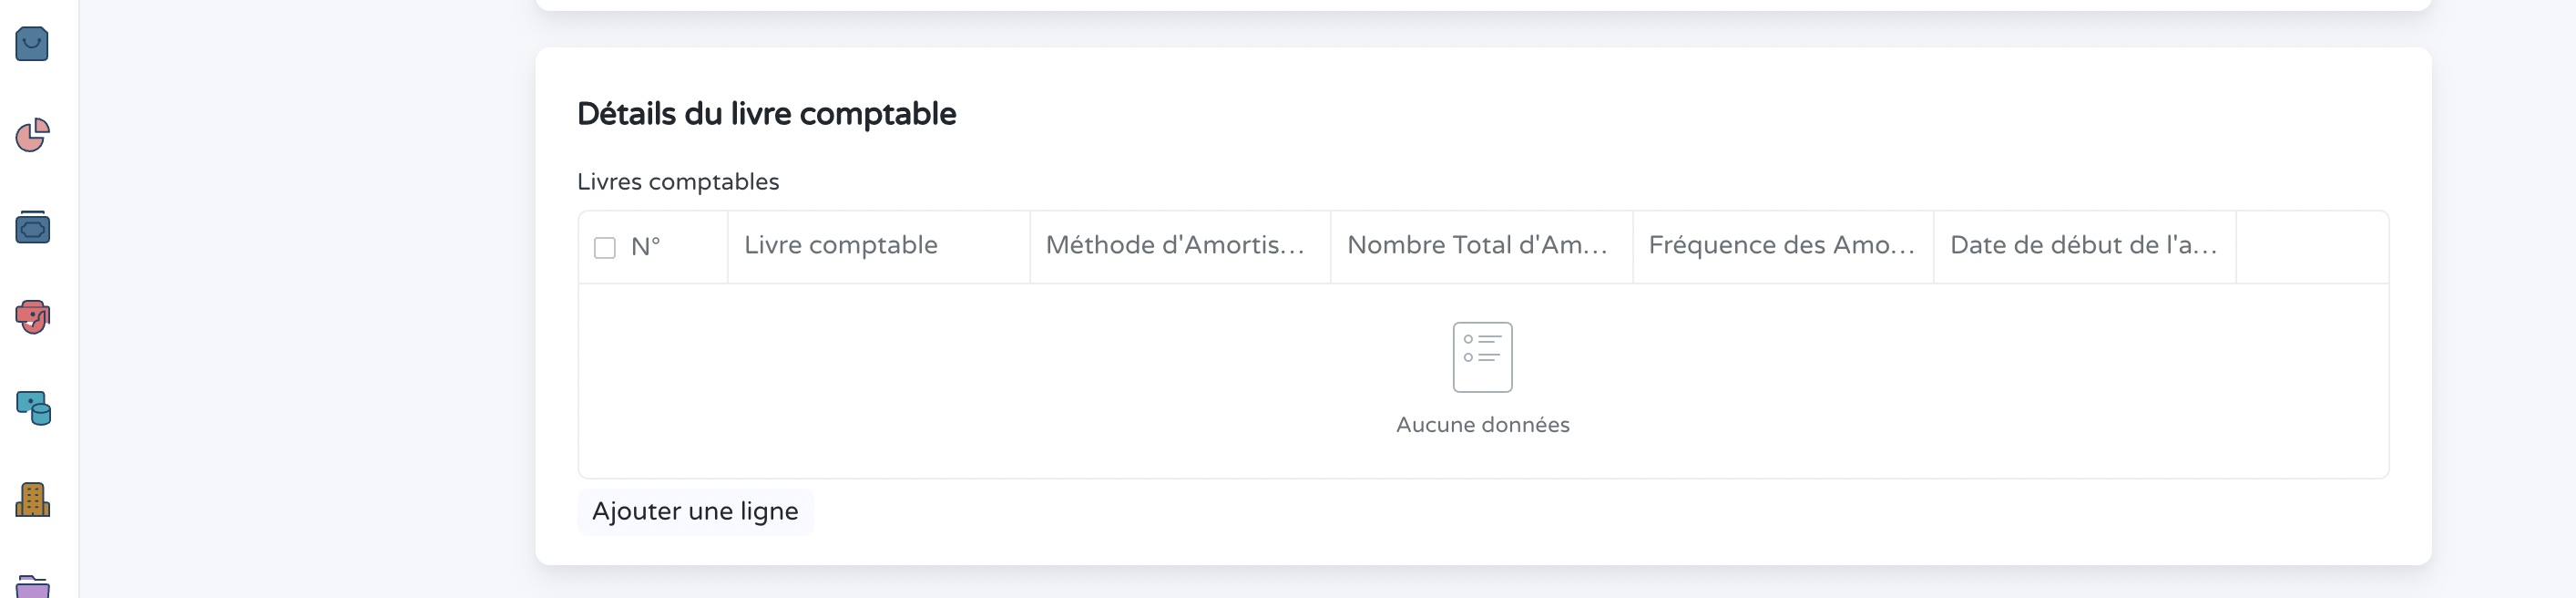 Détails du livre comptable
Livres comptables
N° Livre comptable Méthode d'Amortis… Nombre Total d'Am… Fréquence des Amo… Date de début de l'a…
Aucune données
Ajouter une ligne